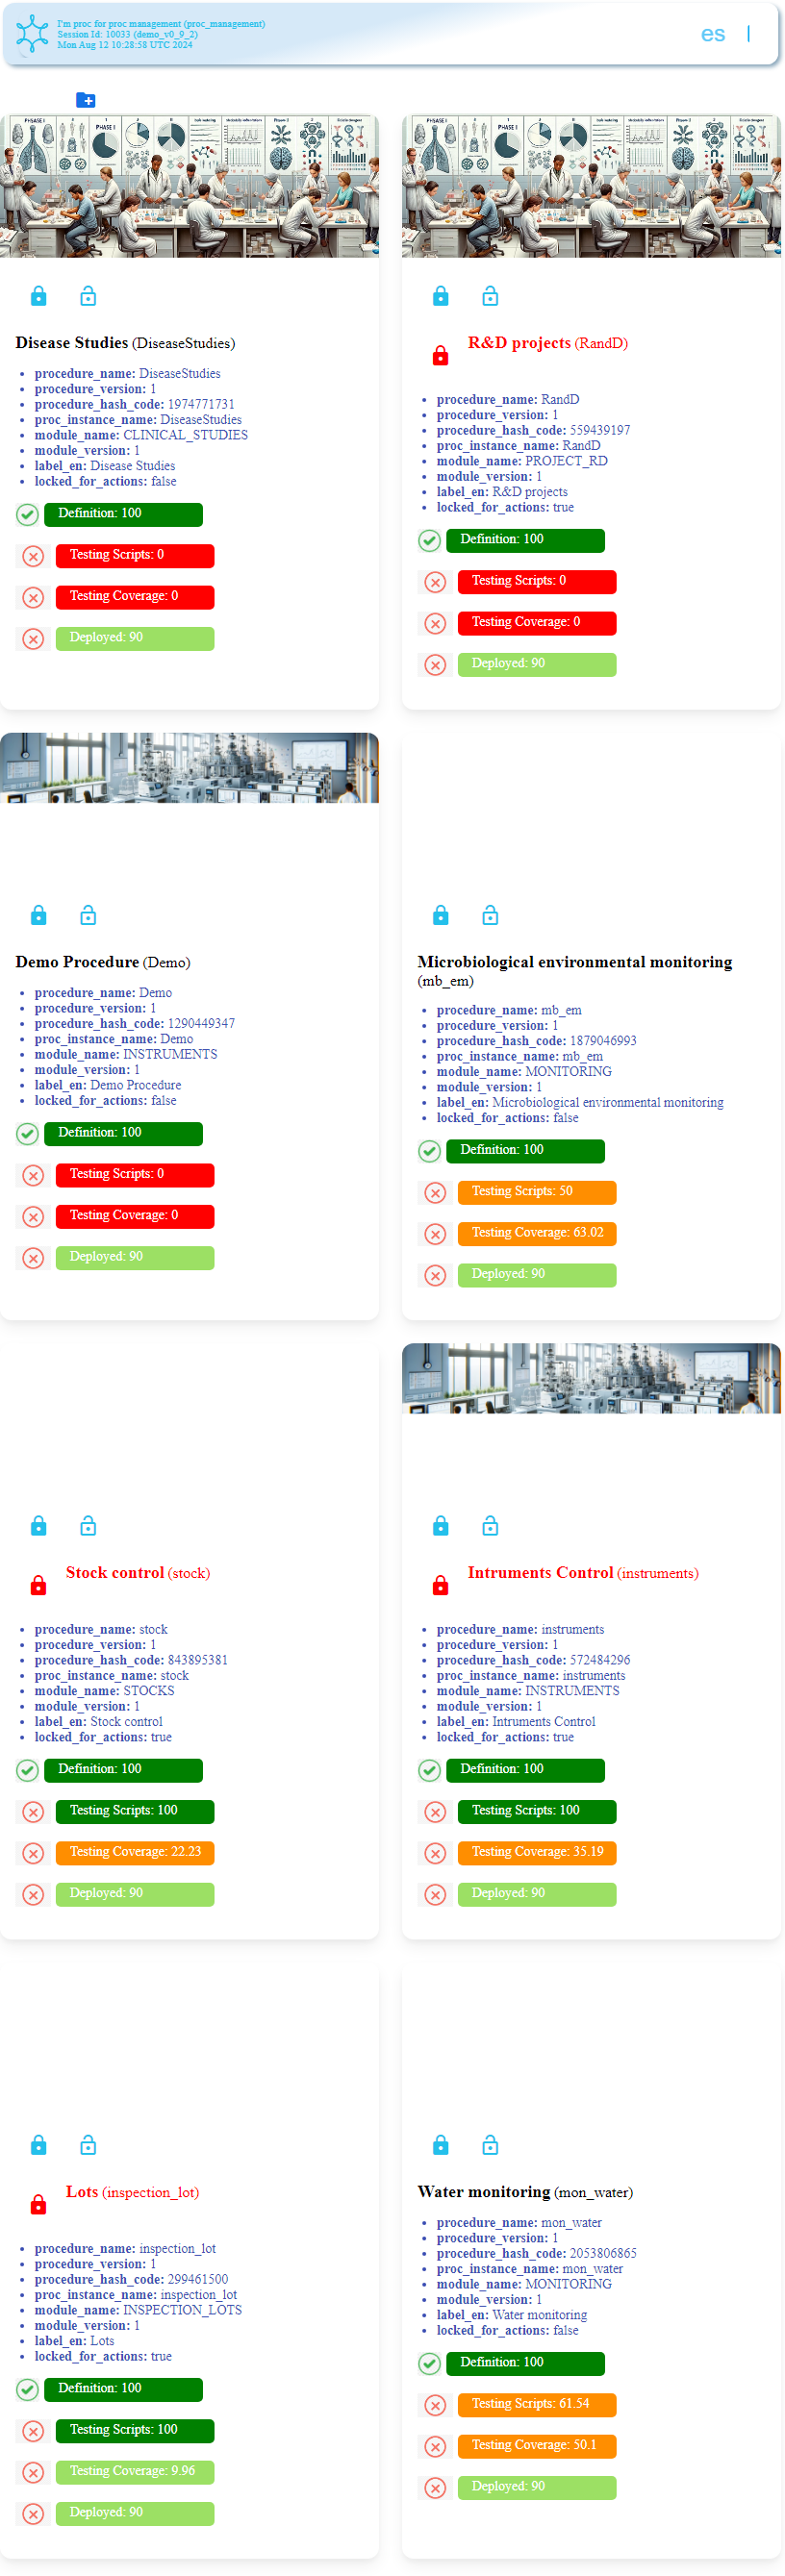 I'm proc for proc management (proc_management)
Session Id: 10033 (demo_v0_9_2)
Mon Aug 12 10:28:58 UTC 2024
es
PHASE I
PHASE I
Disease Studies (DiseaseStudies)
procedure_name: DiseaseStudies
procedure_version: 1
procedure_hash_code: 1974771731
proc_instance_name: DiseaseStudies
module_name: CLINICAL_STUDIES
module_version: 1
label_en: Disease Studies
locked_for_actions: false
Definition: 100
Testing Scripts: 0
Testing Coverage: 0
Deployed: 90
PHASE I
PHASE I
R&D projects (RandD)
procedure_name: RandD
procedure_version: 1
procedure_hash_code: 559439197
proc_instance_name: RandD
module_name: PROJECT_RD
module_version: 1
label_en: R&D projects
locked_for_actions: true
Definition: 100
Testing Scripts: 0
Testing Coverage: 0
Deployed: 90
Demo Procedure (Demo)
procedure_name: Demo
procedure_version: 1
procedure_hash_code: 1290449347
proc_instance_name: Demo
module_name: INSTRUMENTS
module_version: 1
label_en: Demo Procedure
locked_for_actions: false
Definition: 100
Testing Scripts: 0
Testing Coverage: 0
Deployed: 90
Microbiological environmental monitoring
(mb_em)
procedure_name: mb_em
procedure_version: 1
procedure_hash_code: 1879046993
proc_instance_name: mb_em
module_name: MONITORING
module_version: 1
label_en: Microbiological environmental monitoring
locked_for_actions: false
Definition: 100
Testing Scripts: 50
Testing Coverage: 63.02
Deployed: 90
Stock control (stock)
procedure_name: stock
procedure_version: 1
procedure_hash_code: 843895381
proc_instance_name: stock
module_name: STOCKS
module_version: 1
label_en: Stock control
locked_for_actions: true
Definition: 100
Testing Scripts: 100
Testing Coverage: 22.23
Deployed: 90
Intruments Control (instruments)
procedure_name: instruments
procedure_version: 1
procedure_hash_code: 572484296
proc_instance_name: instruments
module_name: INSTRUMENTS
module_version: 1
label_en: Intruments Control
locked_for_actions: true
Definition: 100
Testing Scripts: 100
Testing Coverage: 35.19
Deployed: 90
Lots (inspection_lot)
procedure_name: inspection_lot
procedure_version: 1
procedure_hash_code: 299461500
proc_instance_name: inspection_lot
module_name: INSPECTION_LOTS
module_version: 1
label_en: Lots
locked_for_actions: true
Definition: 100
Testing Scripts: 100
Testing Coverage: 9.96
Deployed: 90
Water monitoring (mon_water)
procedure_name: mon_water
procedure_version: 1
procedure_hash_code: 2053806865
proc_instance_name: mon_water
module_name: MONITORING
module_version: 1
label_en: Water monitoring
locked_for_actions: false
Definition: 100
Testing Scripts: 61.54
Testing Coverage: 50.1
Deployed: 90